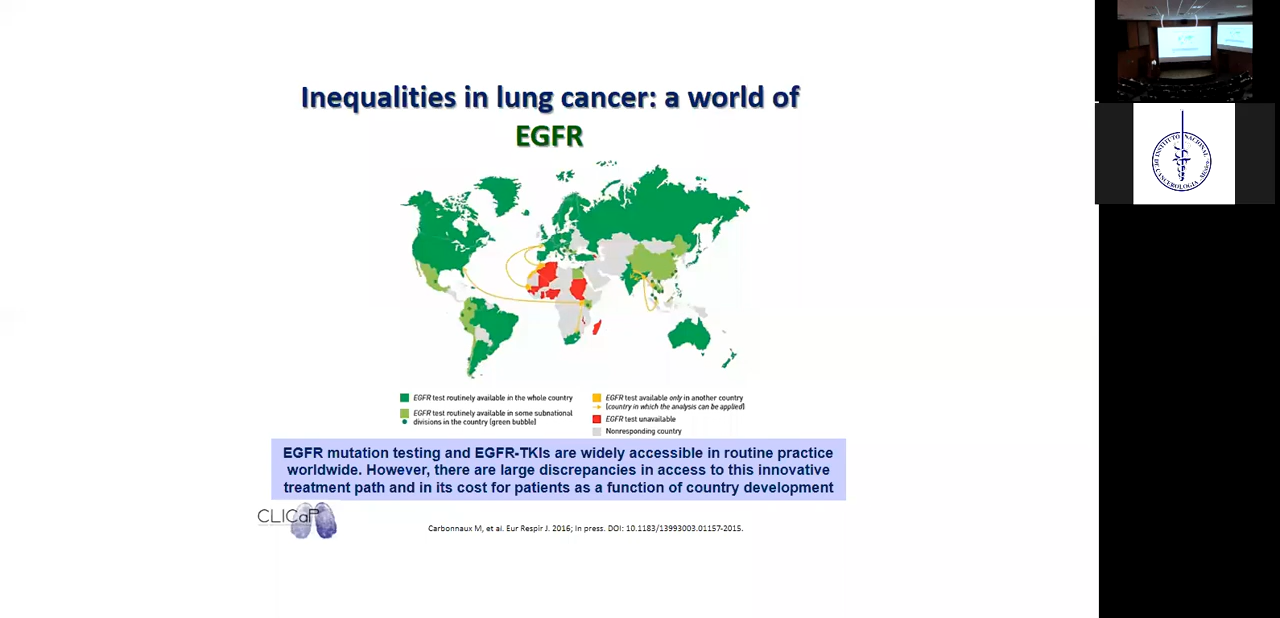 Inequalities in lung cancer: a world of
EGFR
EGFR test routinely available in the whole country
EGFR test routinely available in some subnational
divisions in the country (green bubble)
EGFR test available only in another country
(country in which the analysis can be applied)
EGFR test unavailable
Nonresponding country
EGFR mutation testing and EGFR-TKIs are widely accessible in routine practice
worldwide. However, there are large discrepancies in access to this innovative
treatment path and in its cost for patients as a function of country development
CLICaP
Carbonnaux M, et al. Eur Respir J. 2016; In press. DOI: 10.1183/13993003.01157-2015.
INSTITUTO NACIONAL
DE CANCEROLOGIA